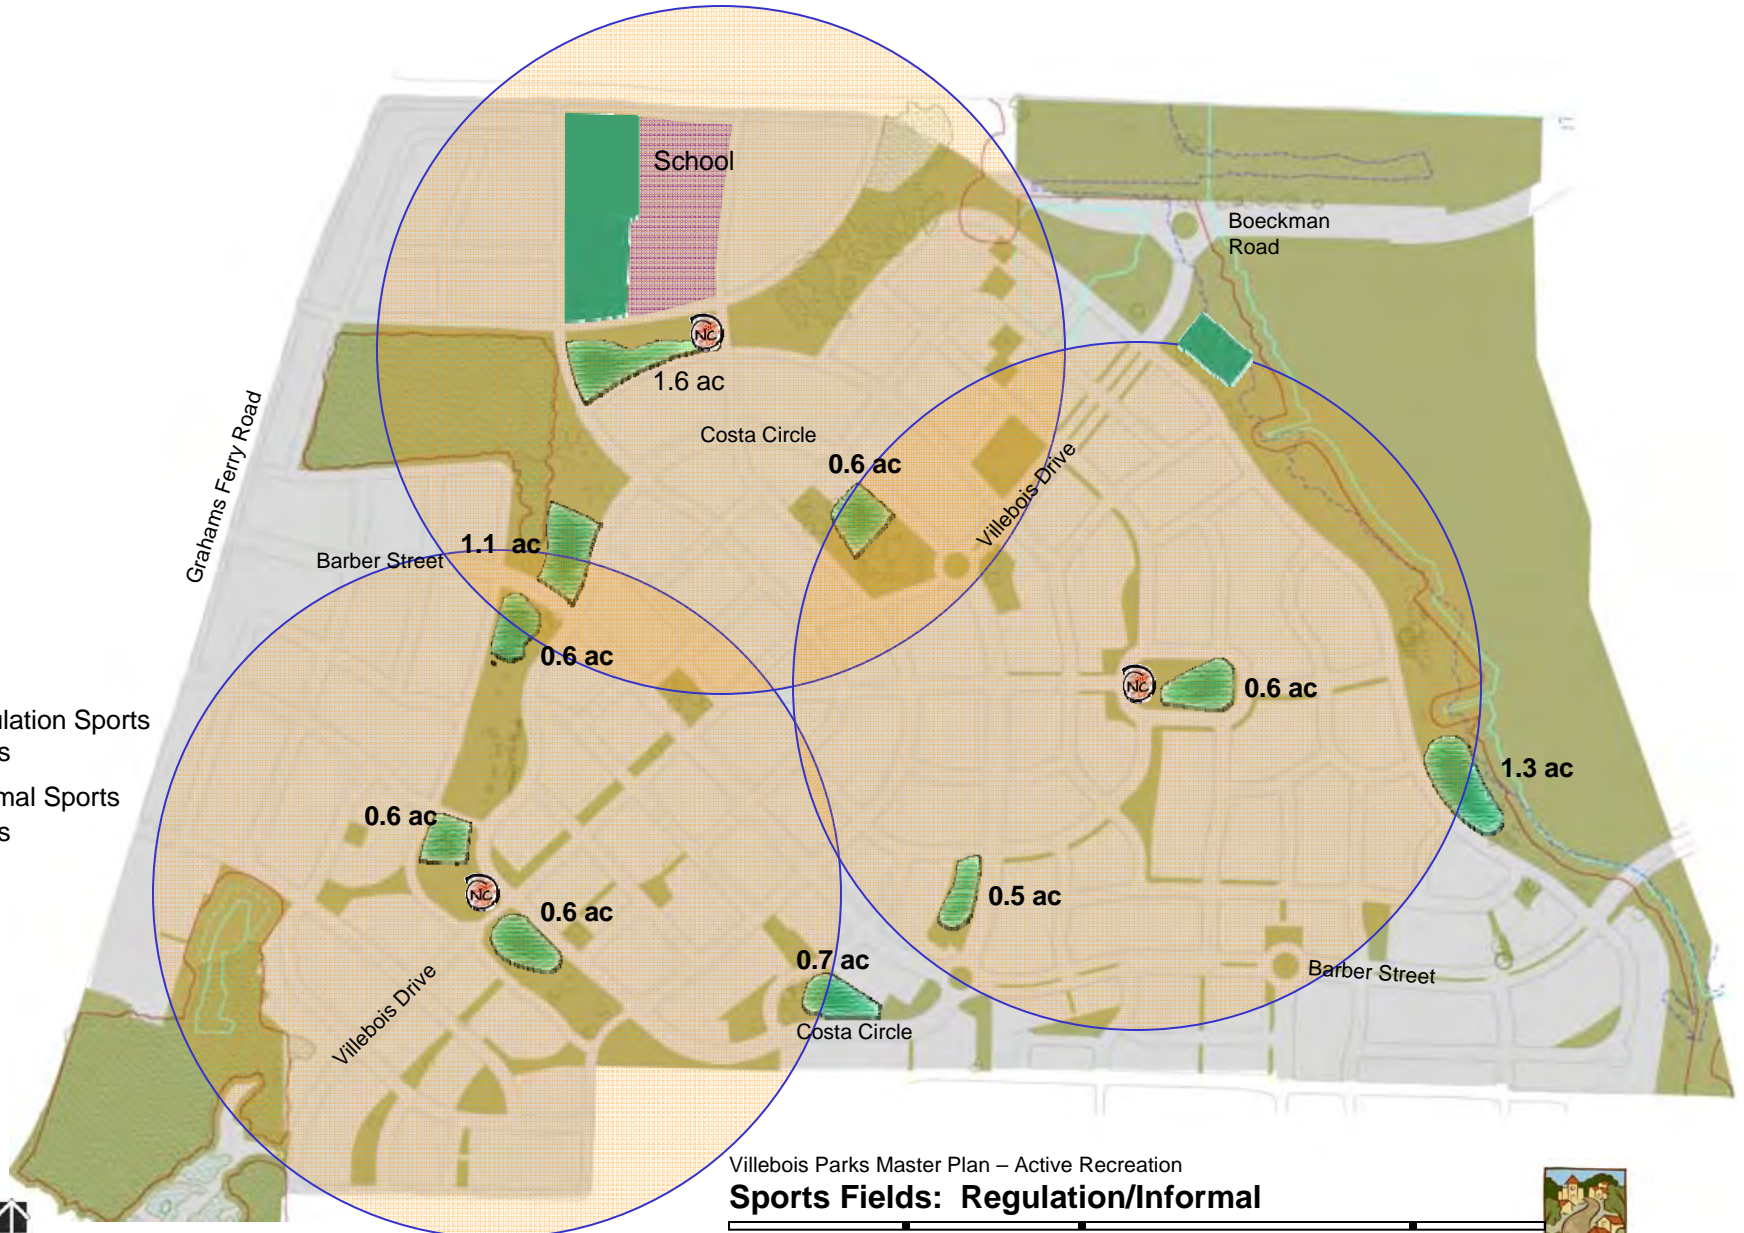 School
Boeckman
Road
NC
1.6 ac
Costa Circle
0.6 ac
Grahams Ferry Road
Villebois Drive
1.1 ac
Barber Street
0.6 ac
NC
0.6 ac
ulation Sports
s
mal Sports
s
1.3 ac
0.6 ac
NC
0.5 ac
0.6 ac
0.7 ac
Barber Street
Villebois Drive
Costa Circle
Villebois Parks Master Plan – Active Recreation
Sports Fields: Regulation/Informal